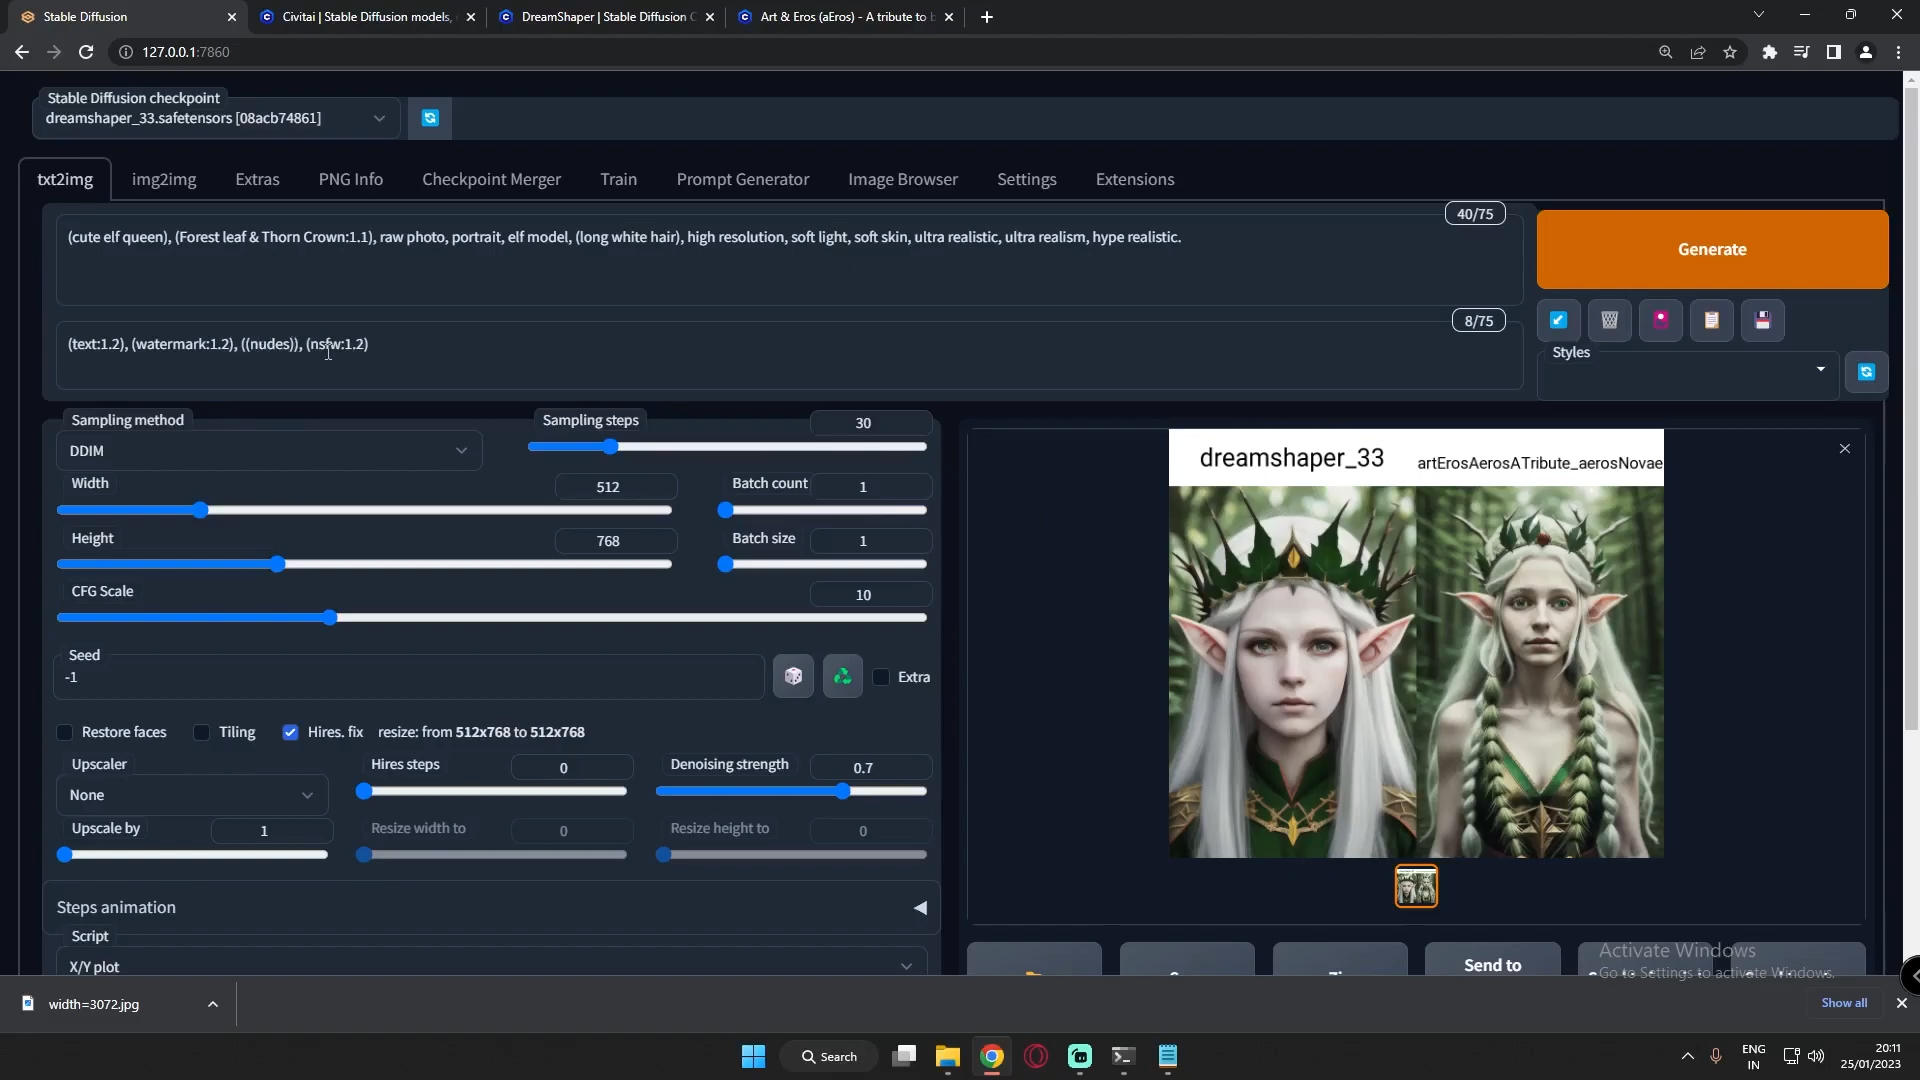 Stable Diffusion
Civitai | Stable Diffusion models,
DreamShaper | Stable Diffusion C
Art & Eros (aEros) - A tribute to b
127.0.0.1:7860
Stable Diffusion checkpoint
dreamshaper_33.safetensors [08acb74861]
txt2img
img2img
Extras
PNG Info
Checkpoint Merger
Train
Prompt Generator
Image Browser
Settings
Extensions
40/75
(cute elf queen), (Forest leaf & Thorn Crown:1.1), raw photo, portrait, elf model, (long white hair), high resolution, soft light, soft skin, ultra realistic, ultra realism, hype realistic.
Generate
8/75
(text:1.2), (watermark:1.2), ((nudes)), (nsfw:1.2)
Styles
Sampling method
DDIM
Sampling steps
30
Width
512
Batch count
1
Height
768
Batch size
1
CFG Scale
10
Seed
-1
Extra
Restore faces
Tiling
Hires. fix
resize: from 512x768 to 512x768
Upscaler
None
Hires steps
0
Denoising strength
0.7
Upscale by
1
Resize width to
0
Resize height to
0
Steps animation
Script
X/Y plot
dreamshaper_33
artErosAerosATribute_aerosNovae
Send to
Activate Windows
Go to Settings to activate Windows.
width=3072.jpg
Show all
Search
ENG
IN
20:11
25/01/2023